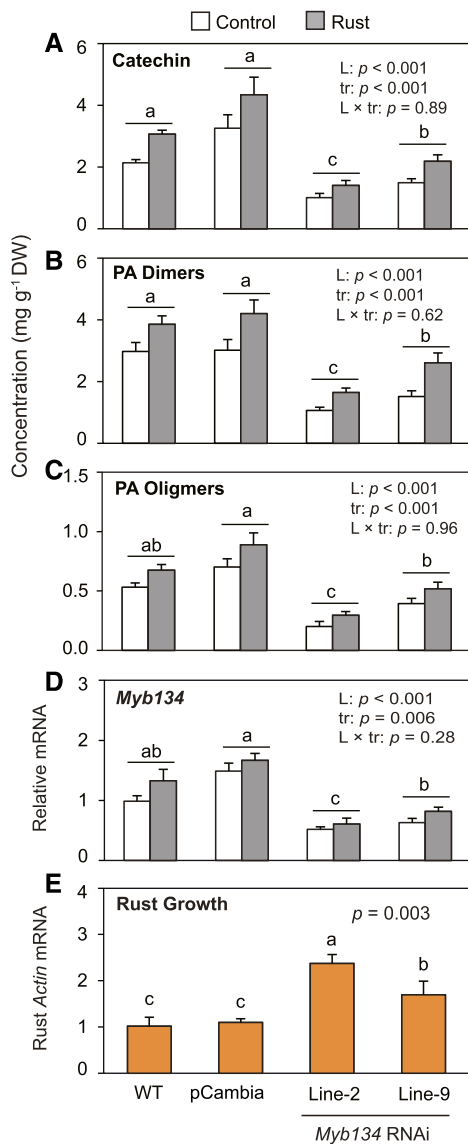 Control Rust
A
Catechin
L: p < 0.001
tr: p < 0.001
L × tr: p = 0.89
6
4
2
0
a
a
c
b
B
PA Dimers
L: p < 0.001
tr: p < 0.001
L × tr: p = 0.62
6
4
2
0
a
a
c
b
Concentration (mg g⁻¹ DW)
C
PA Oligmers
L: p < 0.001
tr: p < 0.001
L × tr: p = 0.96
1.5
1.0
0.5
0.0
ab
a
c
b
D
Myb134
L: p < 0.001
tr: p = 0.006
L × tr: p = 0.28
3
2
1
0
Relative mRNA
ab
a
c
b
E
Rust Growth
p = 0.003
4
3
2
1
0
Rust Actin mRNA
c
c
a
b
WT pCambia Line-2 Line-9
Myb134 RNAi